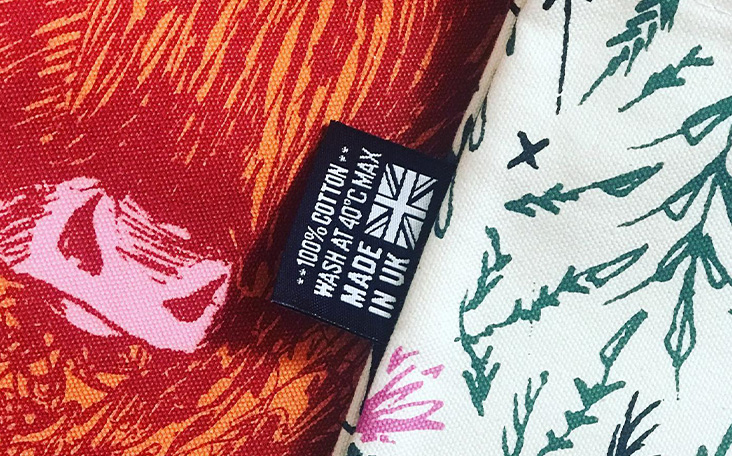 ** 100% COTTON **
WASH AT 40°C MAX
MADE
IN UK